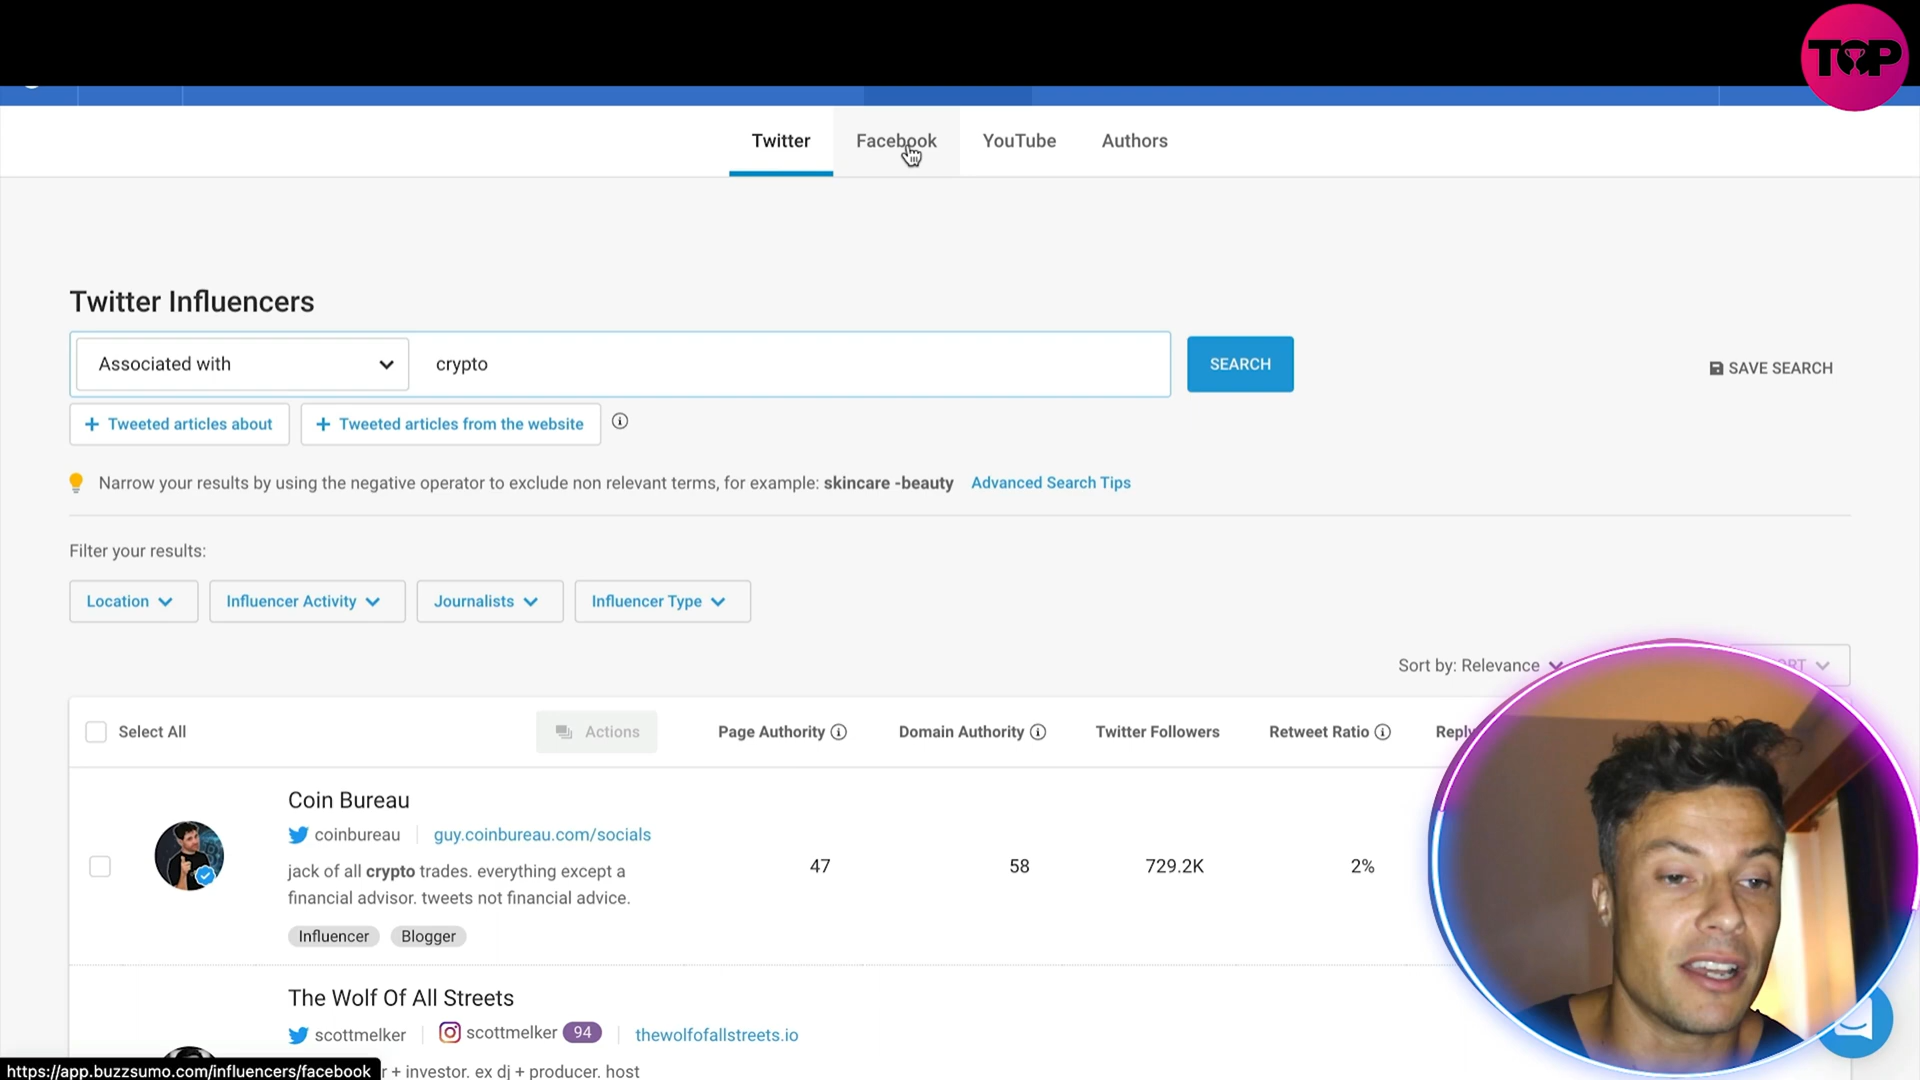 TOP
Twitter Facebook YouTube Authors
Twitter Influencers
Associated with crypto SEARCH SAVE SEARCH
+ Tweeted articles about + Tweeted articles from the website
Narrow your results by using the negative operator to exclude non relevant terms, for example: skincare -beauty Advanced Search Tips
Filter your results:
Location Influencer Activity Journalists Influencer Type
Sort by: Relevance
Select All Actions Page Authority Domain Authority Twitter Followers Retweet Ratio Reply
Coin Bureau
coinbureau guy.coinbureau.com/socials
jack of all crypto trades. everything except a
47 58 729.2K 2%
financial advisor. tweets not financial advice.
Influencer Blogger
The Wolf Of All Streets
scottmelker scottmelker 94 thewolfofallstreets.io
r + investor. ex dj + producer. host
https://app.buzzsumo.com/influencers/facebook